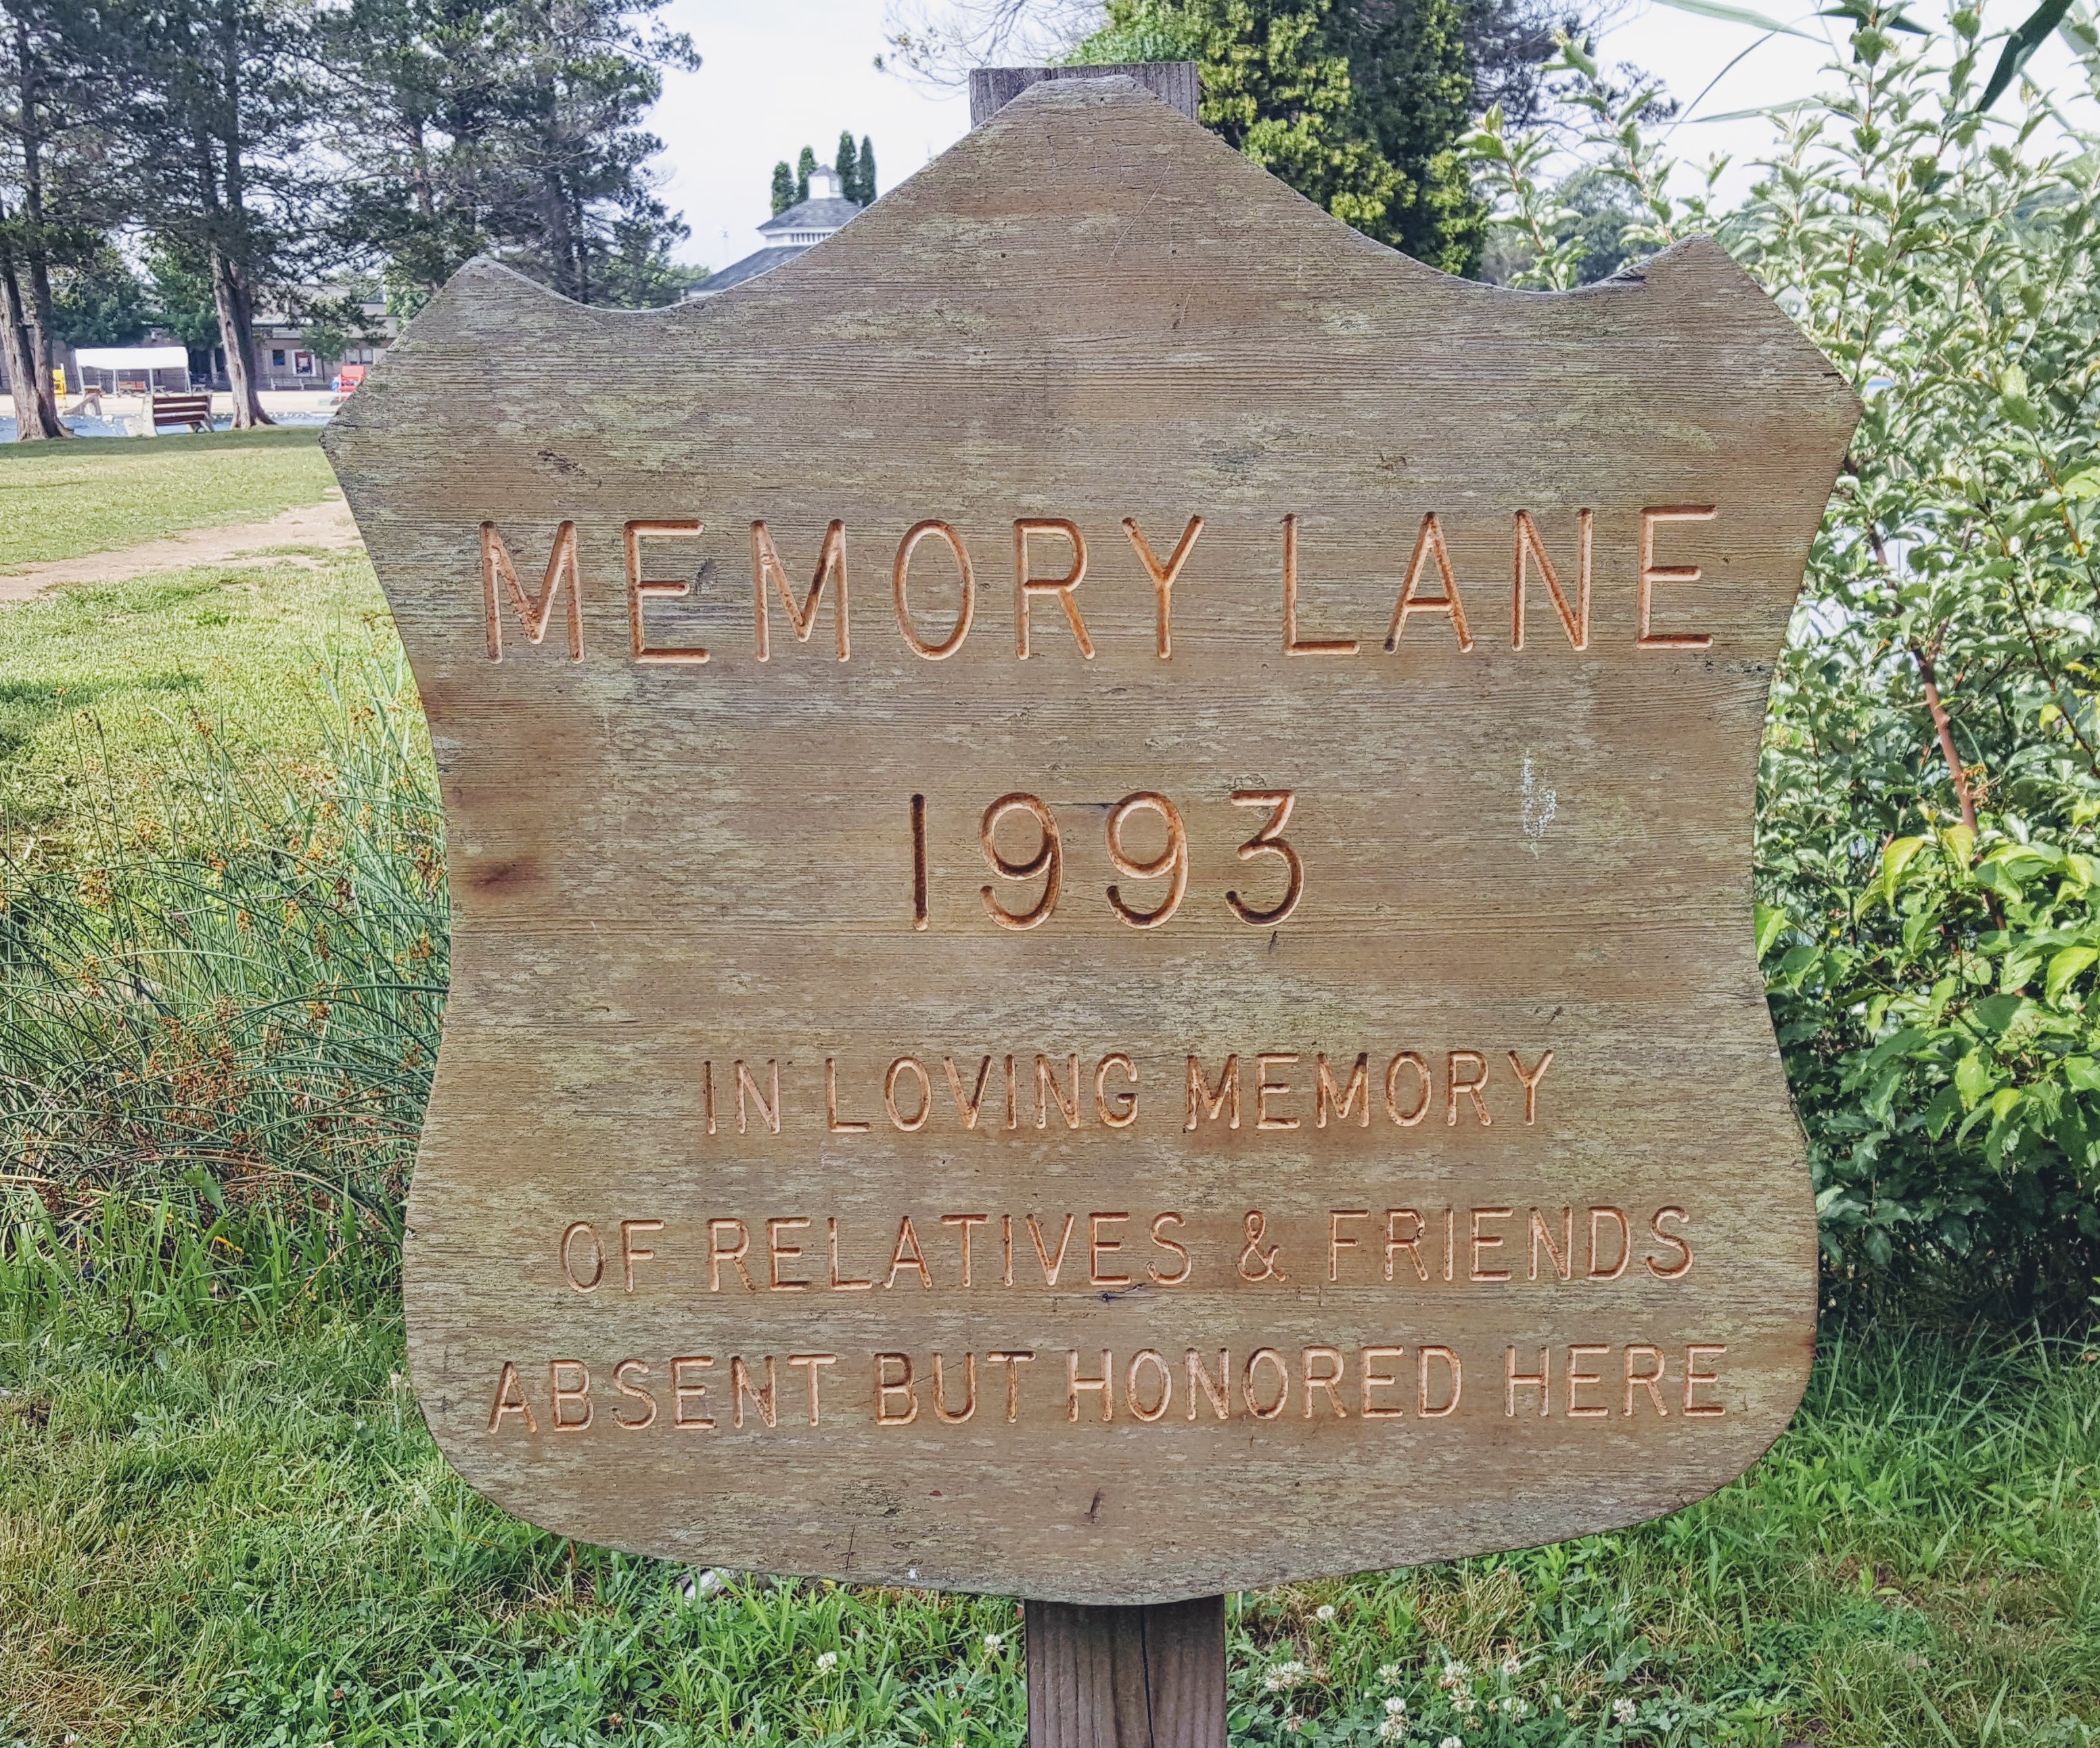 MEMORY LANE
1993
IN LOVING MEMORY
OF RELATIVES & FRIENDS
ABSENT BUT HONORED HERE